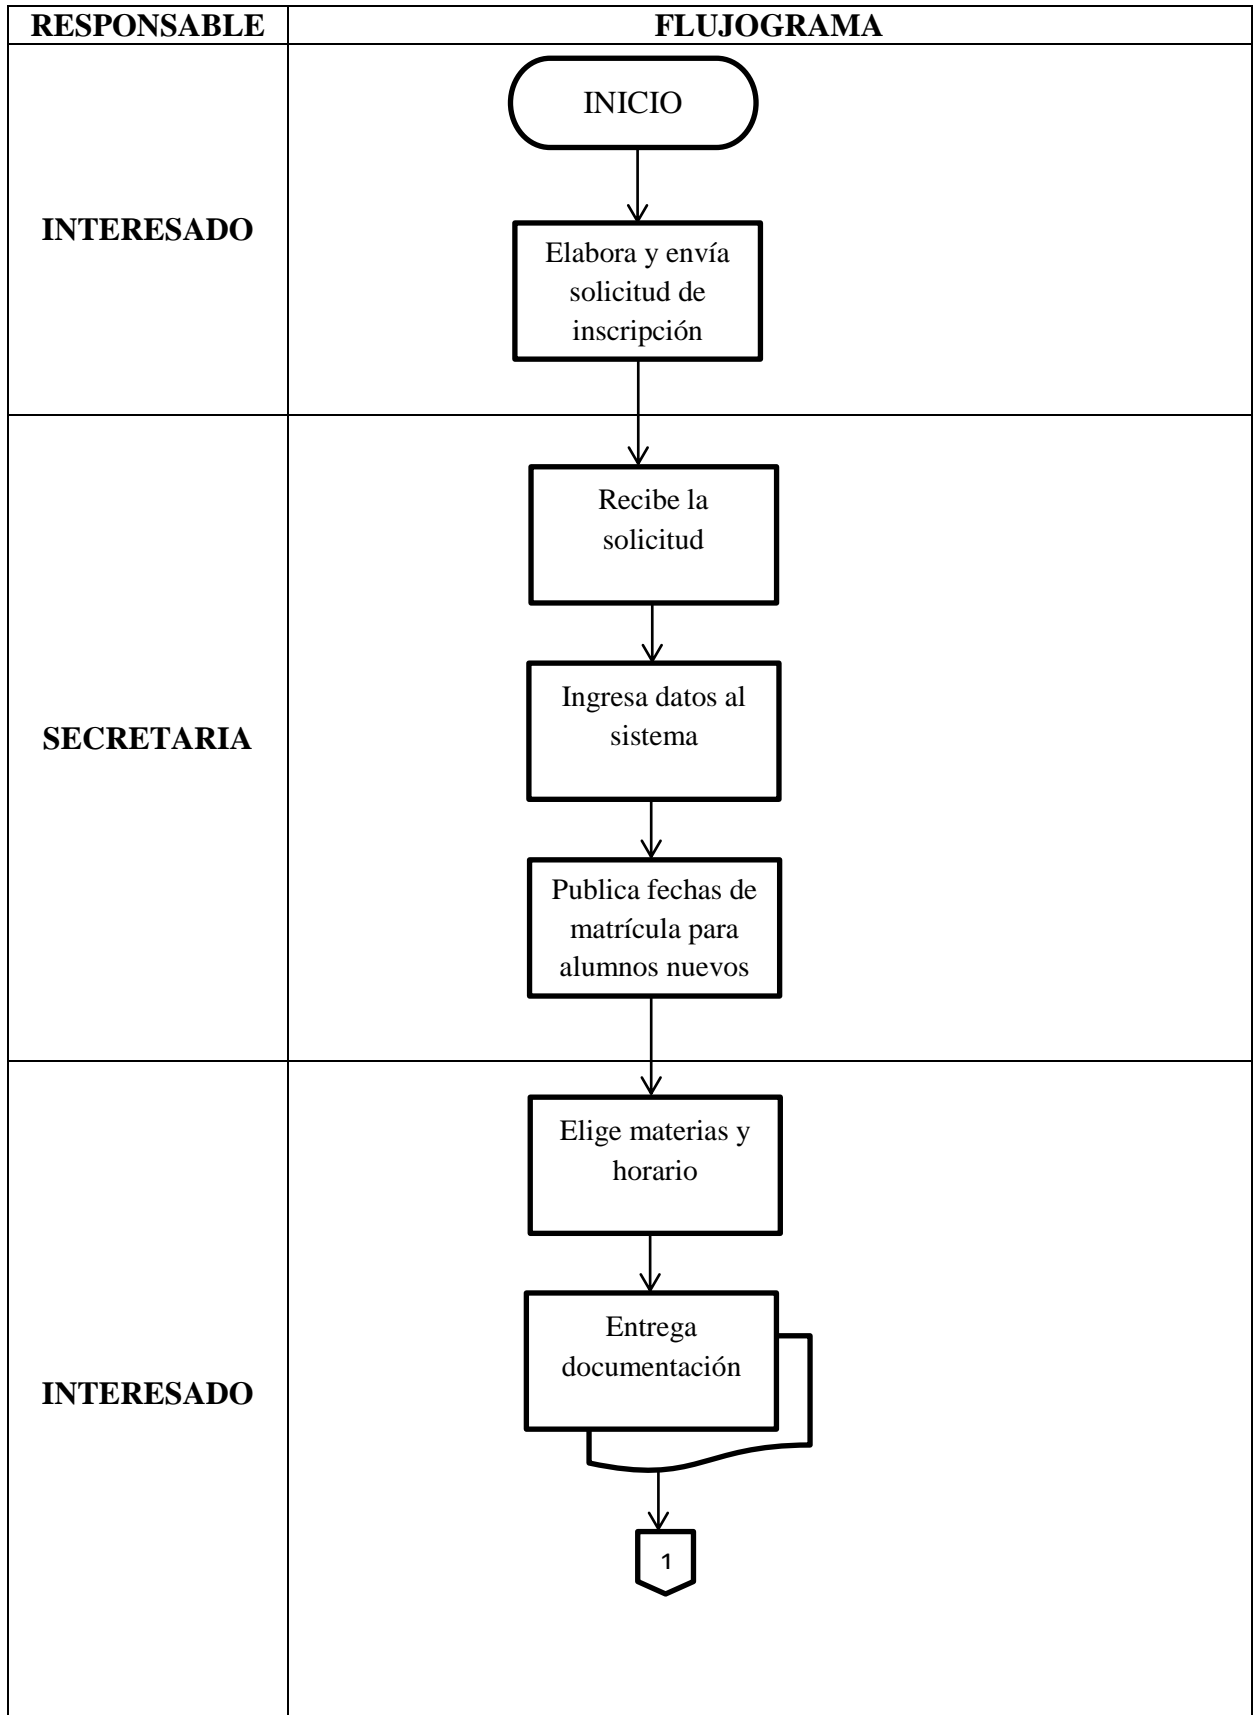 RESPONSABLE
FLUJOGRAMA
INICIO
INTERESADO
Elabora y envía
solicitud de
inscripción
Recibe la
solicitud
SECRETARIA
Ingresa datos al
sistema
Publica fechas de
matrícula para
alumnos nuevos
Elige materias y
horario
INTERESADO
Entrega
documentación
1